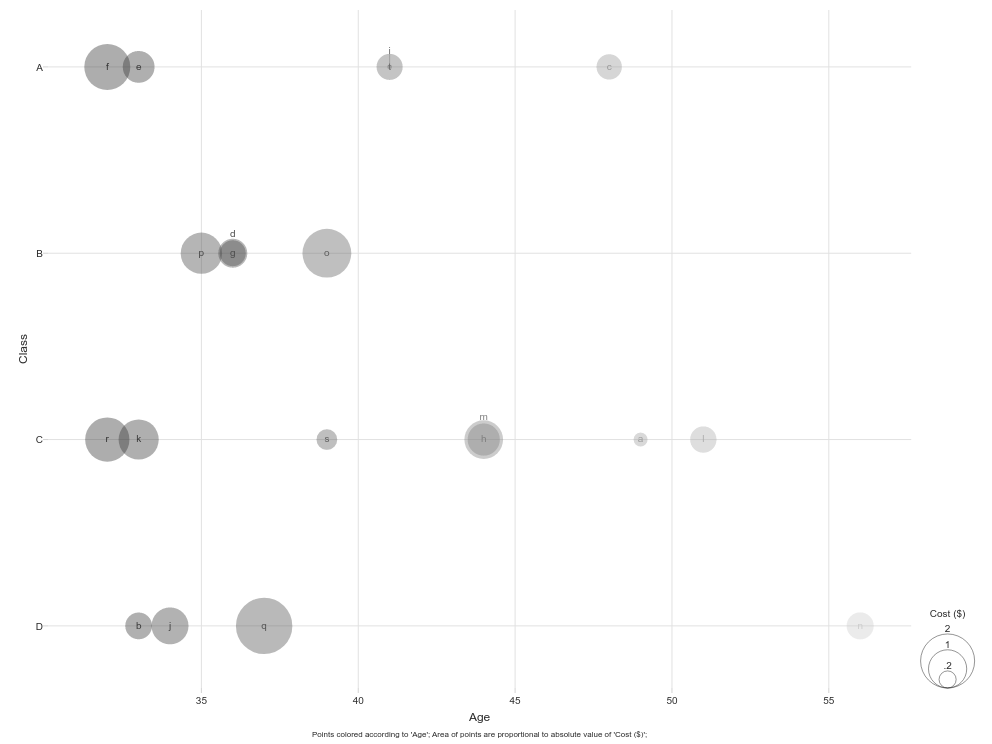 A
f
e
i
t
c
B
p
d
g
o
Class
C
r
k
s
m
h
a
l
D
b
j
q
n
Cost ($)
2
1
.2
35
40
45
50
55
Age
Points colored according to 'Age'; Area of points are proportional to absolute value of 'Cost ($)';